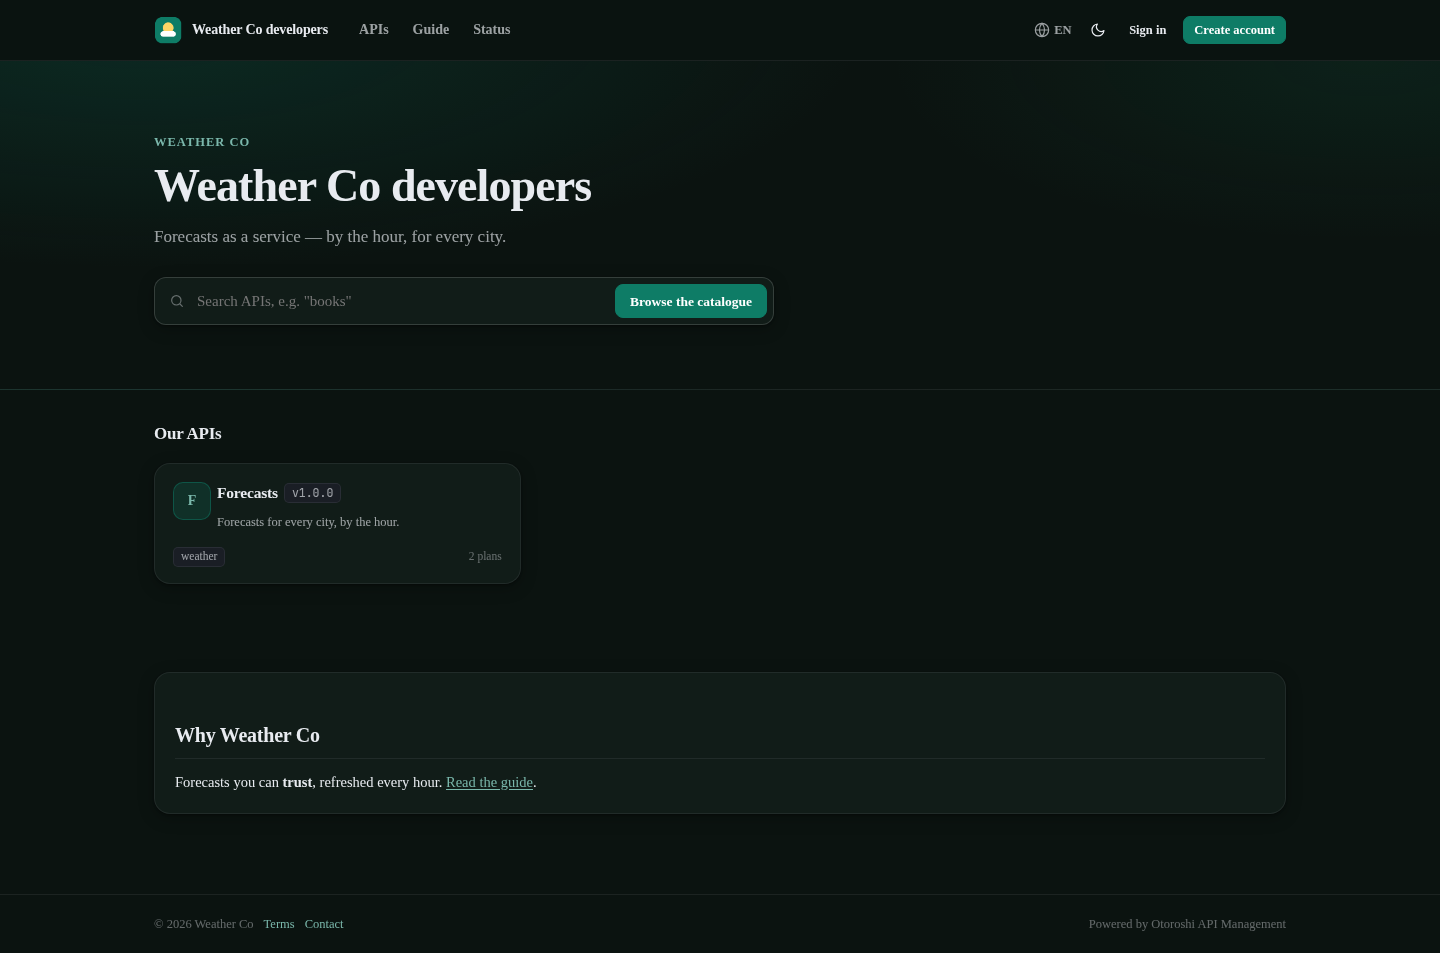 Weather Co developers APIs Guide Status EN Sign in Create account
WEATHER CO
Weather Co developers
Forecasts as a service — by the hour, for every city.
Search APIs, e.g. "books" Browse the catalogue
Our APIs
F Forecasts v1.0.0
Forecasts for every city, by the hour.
weather 2 plans
Why Weather Co
Forecasts you can trust, refreshed every hour. Read the guide.
© 2026 Weather Co Terms Contact Powered by Otoroshi API Management